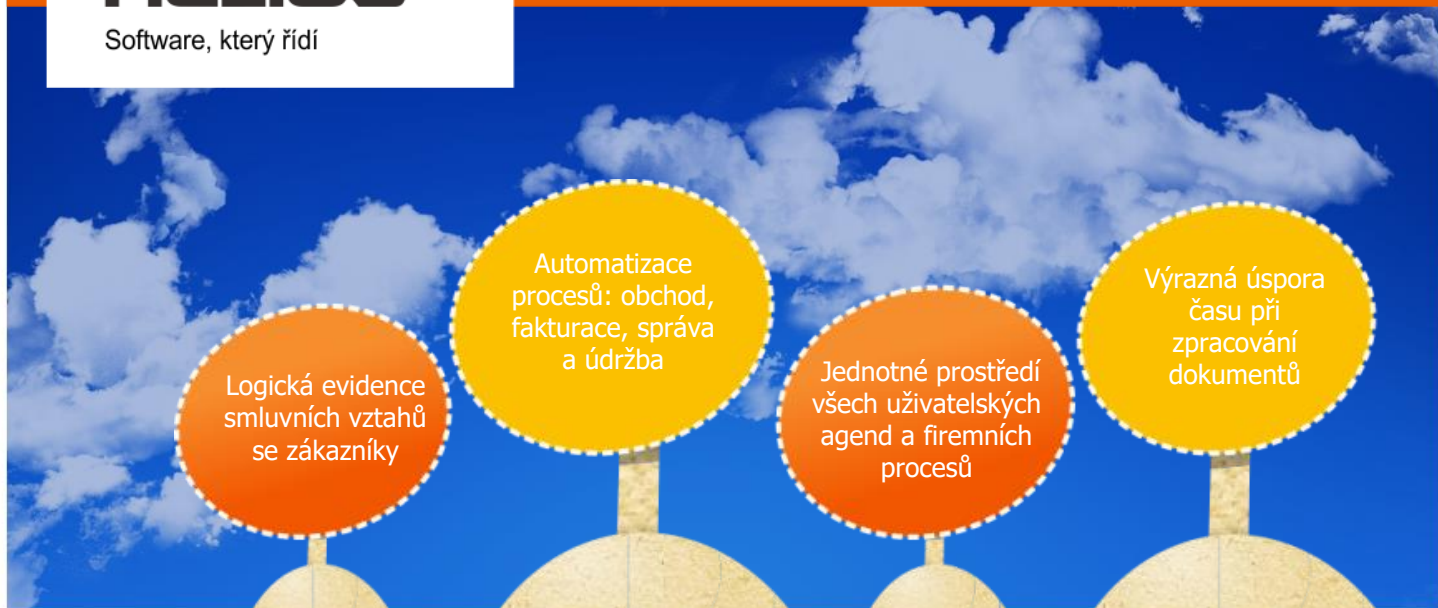 Software, který řídí
Automatizace
procesů: obchod,
fakturace, správa
a údržba
Výrazná úspora
času při
zpracování
dokumentů
Logická evidence
smluvních vztahů
se zákazníky
Jednotné prostředí
všech uživatelských
agend a firemních
procesů